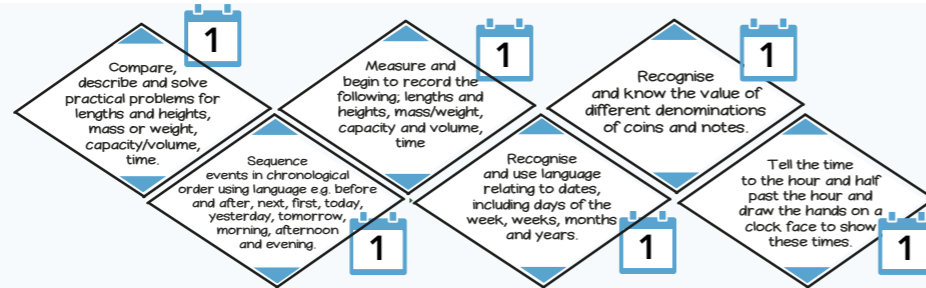 1
Compare,
describe and solve
practical problems for
lengths and heights,
mass or weight,
capacity/volume,
time.
1
Measure and
begin to record the
following; lengths and
heights, mass/weight,
capacity and volume,
time
1
Recognise
and know the value of
different denominations
of coins and notes.
Sequence
events in chronological
order using language e.g. before
and after, next, first, today,
yesterday, tomorrow,
morning, afternoon
and evening.
1
Recognise
and use language
relating to dates,
including days of the
week, weeks, months
and years.
1
Tell the time
to the hour and half
past the hour and
draw the hands on a
clock face to show
these times.
1